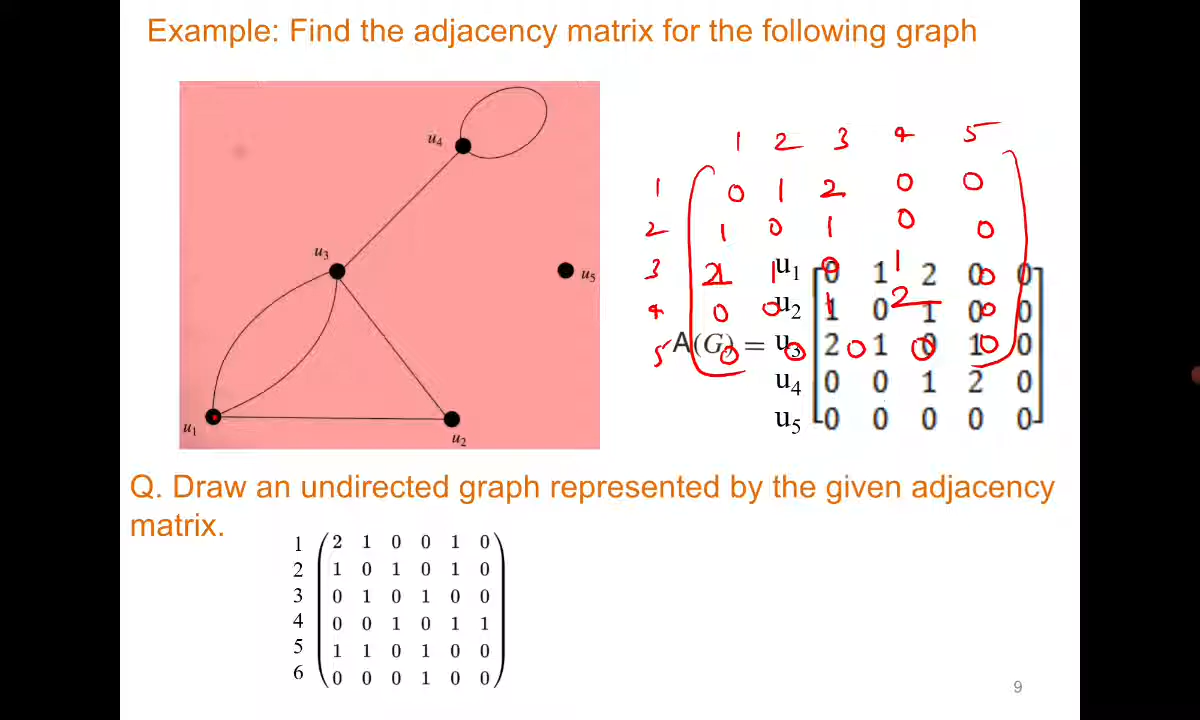 Example: Find the adjacency matrix for the following graph
u4
u3
u5
u1
u2
1 2 3 4 5
1 0 1 2 0 0
2 1 0 1 0 0
3 2 1 0 1 0
4 0 0 1 2 0
5 0 0 0 0 0
u1 0 1 2 0 0
u2 1 0 1 0 0
A(G) = u3 2 1 0 1 0
u4 0 0 1 2 0
u5 0 0 0 0 0
Q. Draw an undirected graph represented by the given adjacency
matrix.
1 2 1 0 0 1 0
2 1 0 1 0 1 0
3 0 1 0 1 0 0
4 0 0 1 0 1 1
5 1 1 0 1 0 0
6 0 0 0 1 0 0
9